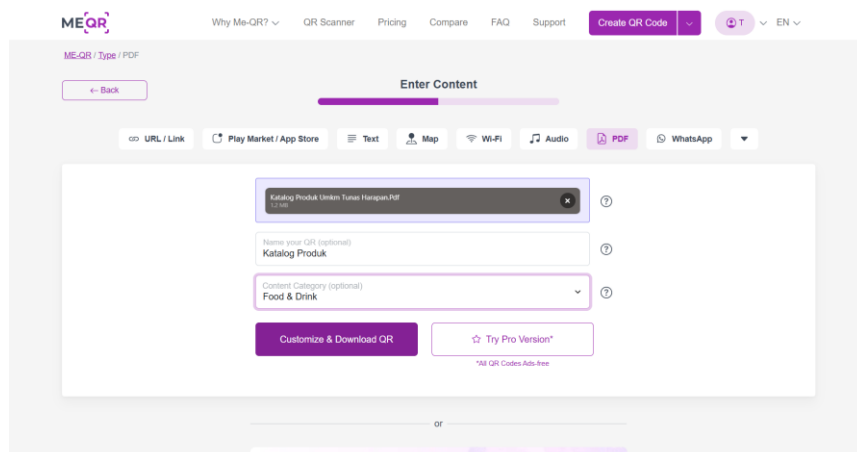 MEQR
Why Me-QR? QR Scanner Pricing Compare FAQ Support Create QR Code T EN
ME-QR / Type / PDF
← Back
Enter Content
URL / Link Play Market / App Store Text Map Wi-Fi Audio PDF WhatsApp
Katalog Produk Umkm Tunas Harapan.Pdf
1.2 MB
Name your QR (optional)
Katalog Produk
Content Category (optional)
Food & Drink
Customize & Download QR Try Pro Version*
*All QR Codes Ads-free
or